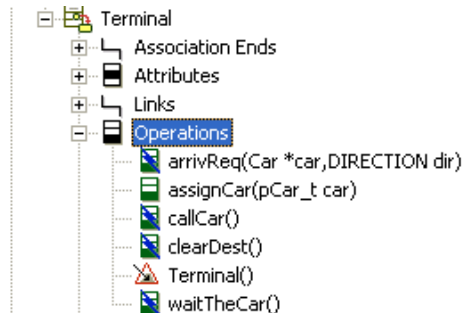 Terminal
Association Ends
Attributes
Links
Operations
arrivReq(Car *car,DIRECTION dir)
assignCar(pCar_t car)
callCar()
clearDest()
Terminal()
waitTheCar()